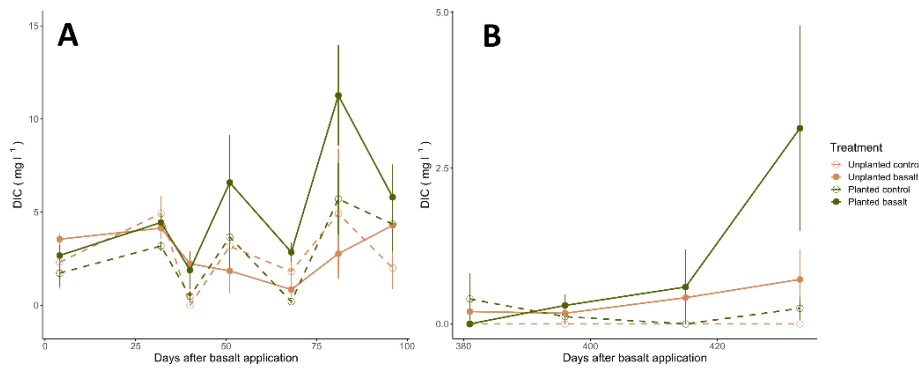 A
15
10
5
0
DIC ( mg l⁻¹ )
0
25
50
75
100
Days after basalt application
B
5.0
2.5
0.0
DIC ( mg l⁻¹ )
380
400
420
Days after basalt application
Treatment
Unplanted control
Unplanted basalt
Planted control
Planted basalt